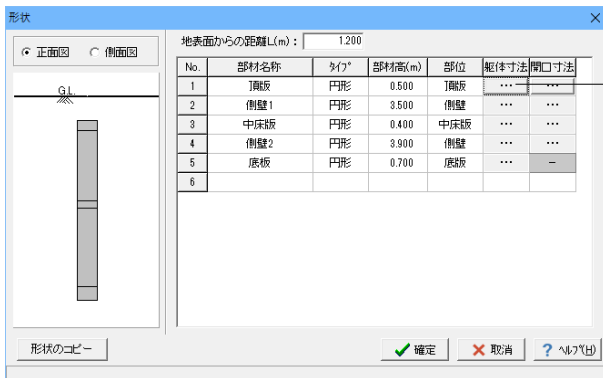 形状
正面図 側面図
地表面からの距離L(m)： 1.200
G.L.
No. 部材名称 ﾀｲﾌﾟ 部材高(m) 部位 躯体寸法 開口寸法
1 頂版 円形 0.500 頂版 … …
2 側壁1 円形 3.500 側壁 … …
3 中床版 円形 0.400 中床版 … …
4 側壁2 円形 3.900 側壁 … …
5 底板 円形 0.700 底版 … −
6
形状のコピー 確定 取消 ? ﾍﾙﾌﾟ(H)